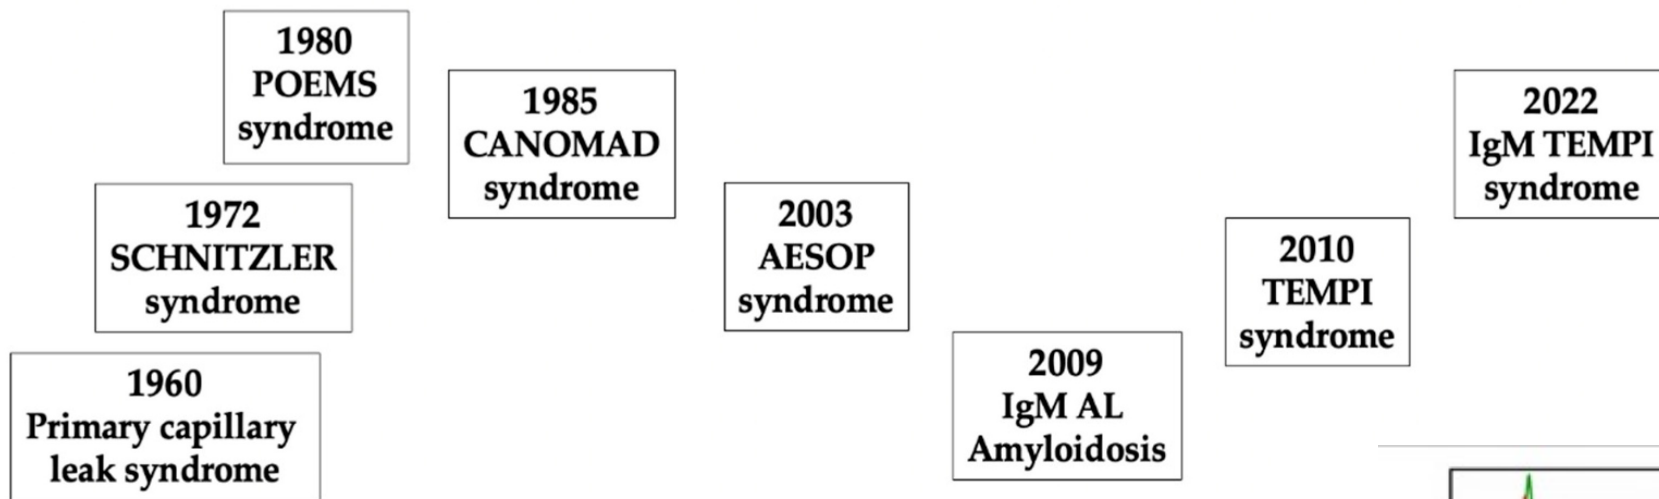 1980
POEMS
syndrome
1985
CANOMAD
syndrome
2022
IgM TEMPI
syndrome
1972
SCHNITZLER
syndrome
2003
AESOP
syndrome
2010
TEMPI
syndrome
1960
Primary capillary
leak syndrome
2009
IgM AL
Amyloidosis